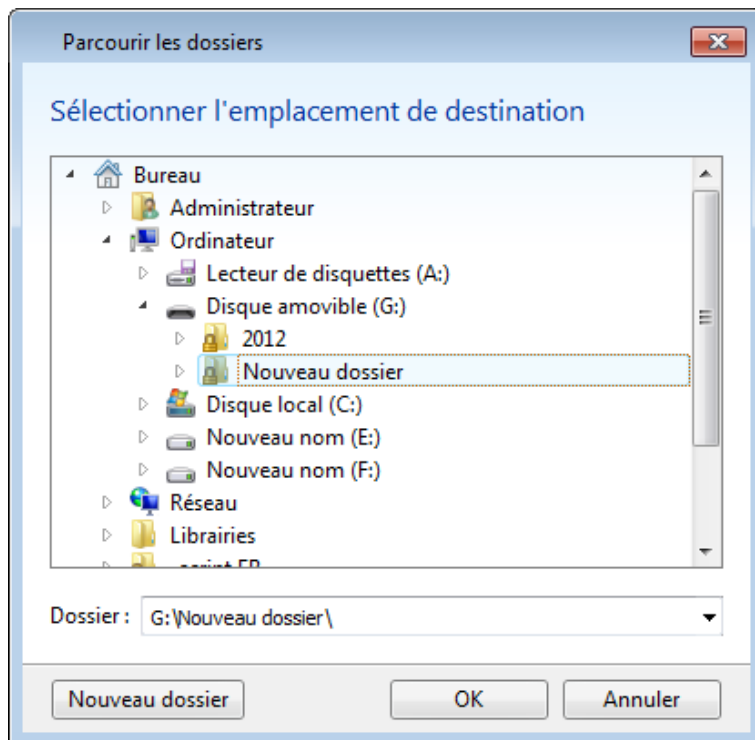 Parcourir les dossiers
Sélectionner l'emplacement de destination
Bureau
Administrateur
Ordinateur
Lecteur de disquettes (A:)
Disque amovible (G:)
2012
Nouveau dossier
Disque local (C:)
Nouveau nom (E:)
Nouveau nom (F:)
Réseau
Librairies
Dossier : G:\Nouveau dossier\
Nouveau dossier OK Annuler